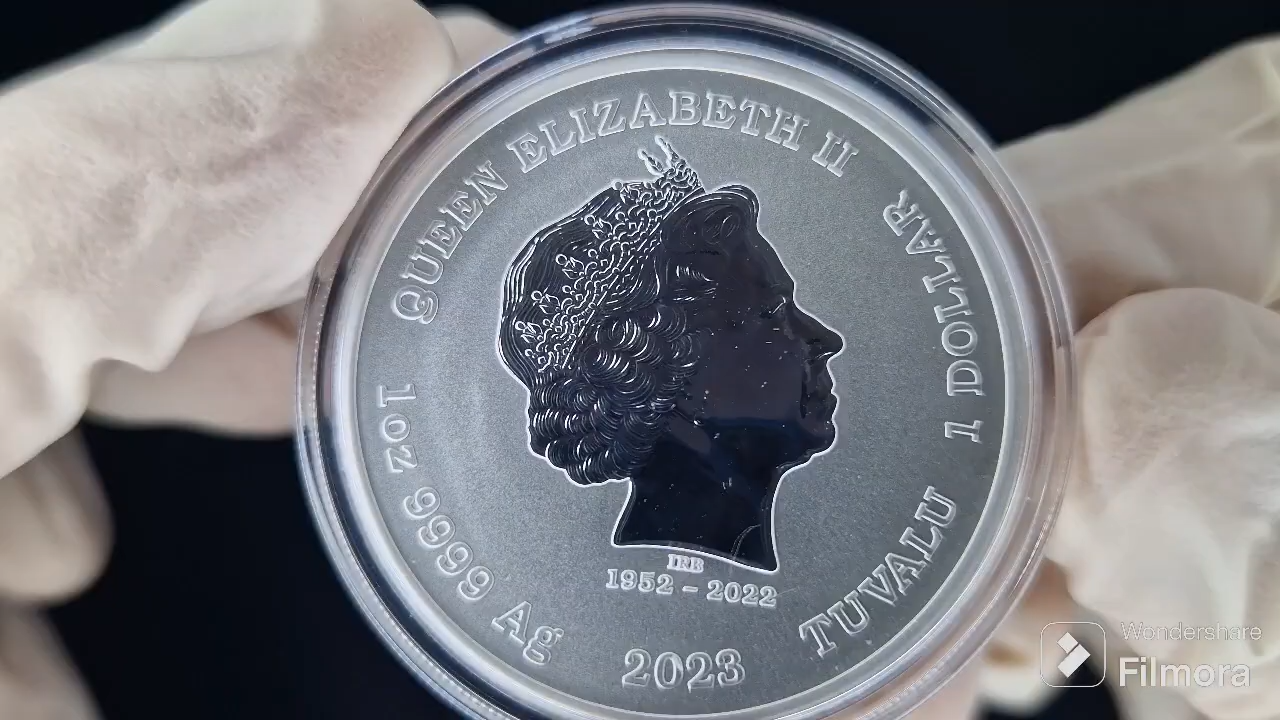 QUEEN ELIZABETH II
1 DOLLAR
TUVALU
2023
1oz 9999 Ag
IRB
1952 - 2022
Wondershare
Filmora